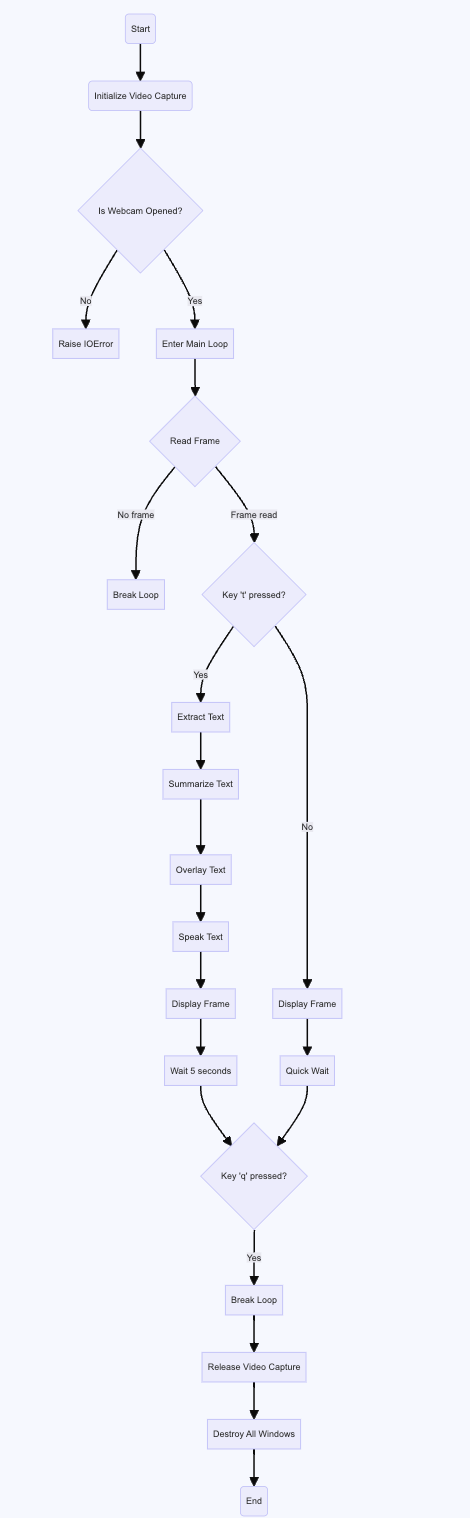 Start
Initialize Video Capture
Is Webcam Opened?
No
Yes
Raise IOError
Enter Main Loop
Read Frame
No frame
Frame read
Break Loop
Key 't' pressed?
Yes
Extract Text
Summarize Text
No
Overlay Text
Speak Text
Display Frame
Display Frame
Wait 5 seconds
Quick Wait
Key 'q' pressed?
Yes
Break Loop
Release Video Capture
Destroy All Windows
End